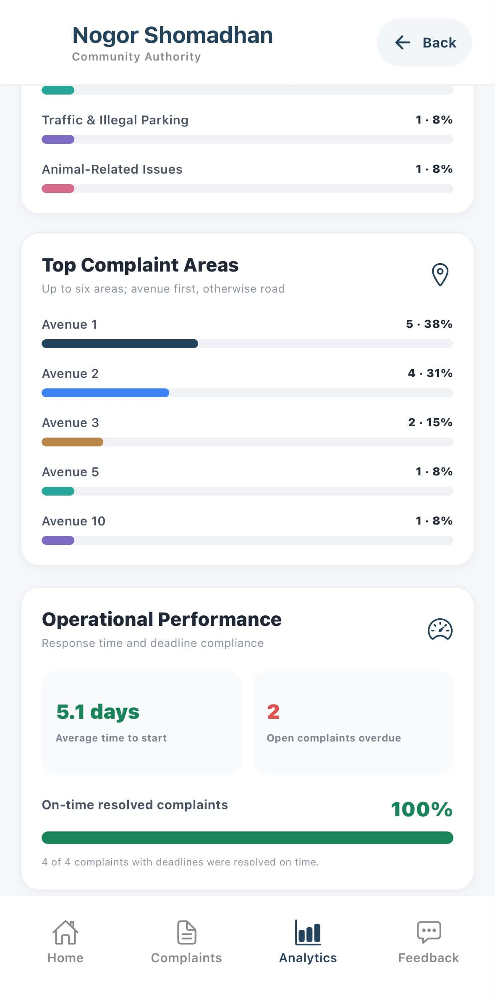 Nogor Shomadhan
Community Authority
Back
Traffic & Illegal Parking
1 · 8%
Animal-Related Issues
1 · 8%
Top Complaint Areas
Up to six areas; avenue first, otherwise road
Avenue 1
5 · 38%
Avenue 2
4 · 31%
Avenue 3
2 · 15%
Avenue 5
1 · 8%
Avenue 10
1 · 8%
Operational Performance
Response time and deadline compliance
5.1 days
Average time to start
2
Open complaints overdue
On-time resolved complaints
100%
4 of 4 complaints with deadlines were resolved on time.
Home
Complaints
Analytics
Feedback